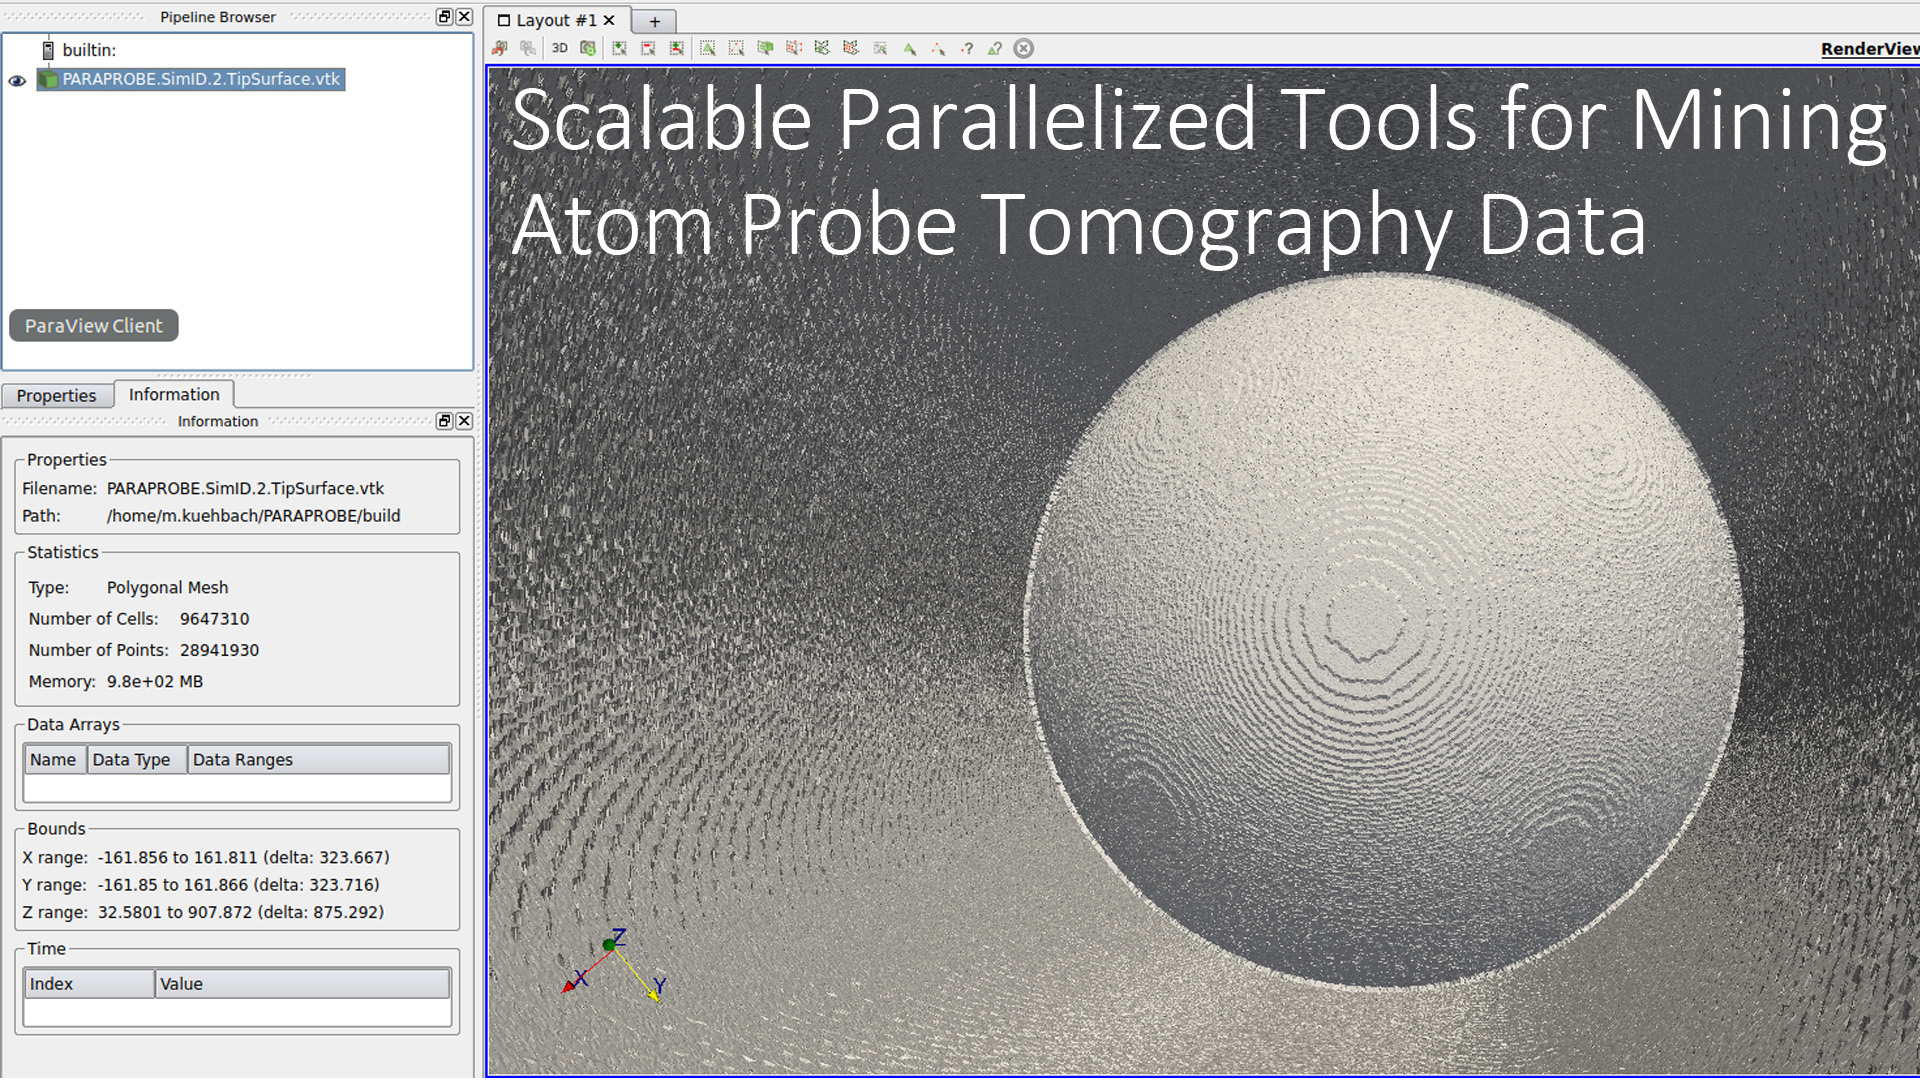 Pipeline Browser
builtin:
PARAPROBE.SimID.2.TipSurface.vtk
ParaView Client
Properties
Information
Information
Properties
Filename: PARAPROBE.SimID.2.TipSurface.vtk
Path: /home/m.kuehbach/PARAPROBE/build
Statistics
Type: Polygonal Mesh
Number of Cells: 9647310
Number of Points: 28941930
Memory: 9.8e+02 MB
Data Arrays
Name Data Type Data Ranges
Bounds
X range: -161.856 to 161.811 (delta: 323.667)
Y range: -161.85 to 161.866 (delta: 323.716)
Z range: 32.5801 to 907.872 (delta: 875.292)
Time
Index Value
Layout #1
+
3D
RenderView
Scalable Parallelized Tools for Mining
Atom Probe Tomography Data
Z
X
Y